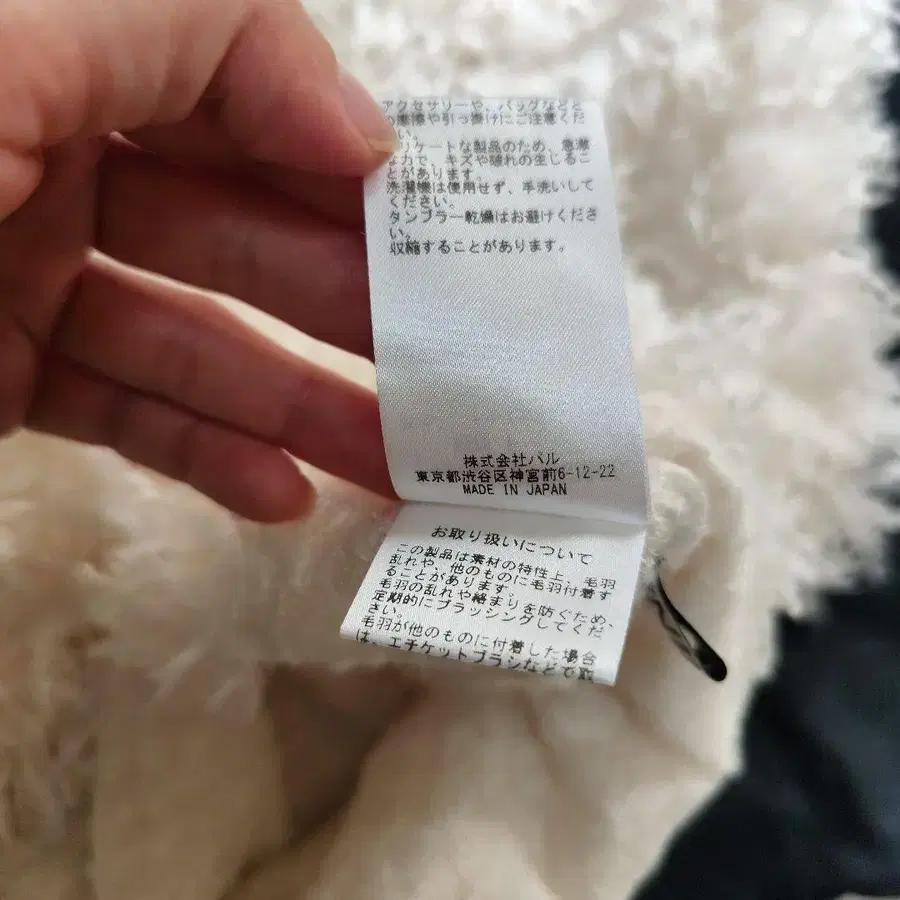 アクセサリーや、バッグなどと
の摩擦や引っ掛けにご注意くだ
さい。
デリケートな製品のため、急激
な力で、キズや破れの生じるこ
とがあります。
洗濯機は使用せず、手洗いして
ください。
タンブラー乾燥はお避けくださ
い。
収縮することがあります。
株式会社パル
東京都渋谷区神宮前6-12-22
MADE IN JAPAN
お取り扱いについて
この製品は素材の特性上、毛羽
乱れや、他のものに毛羽付着す
ることがあります。
毛羽の乱れや絡まりを防ぐため、
定期的にブラッシングしてくだ
さい。
毛羽が他のものに付着した場合
は、エチケットブラシなどで取